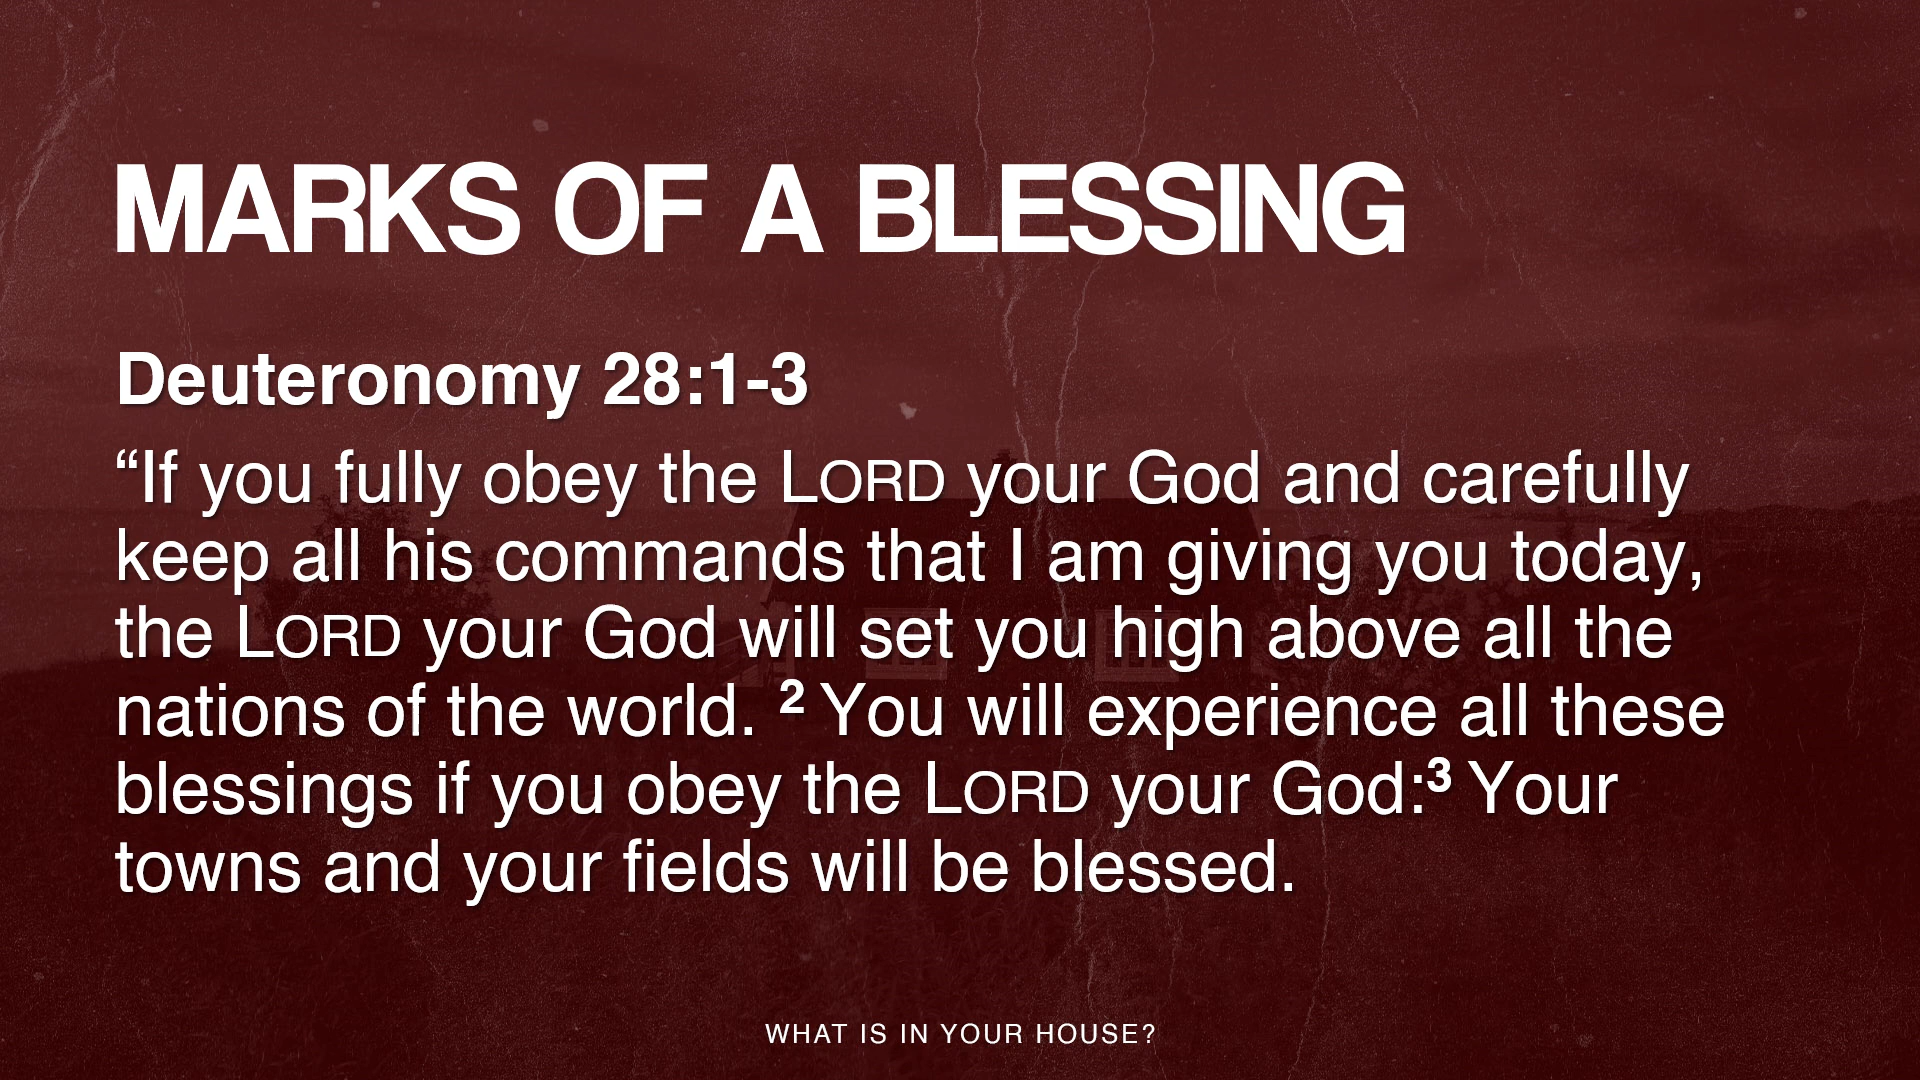 MARKS OF A BLESSING
Deuteronomy 28:1-3
“If you fully obey the LORD your God and carefully
keep all his commands that I am giving you today,
the LORD your God will set you high above all the
nations of the world. 2 You will experience all these
blessings if you obey the LORD your God:3 Your
towns and your fields will be blessed.
WHAT IS IN YOUR HOUSE?